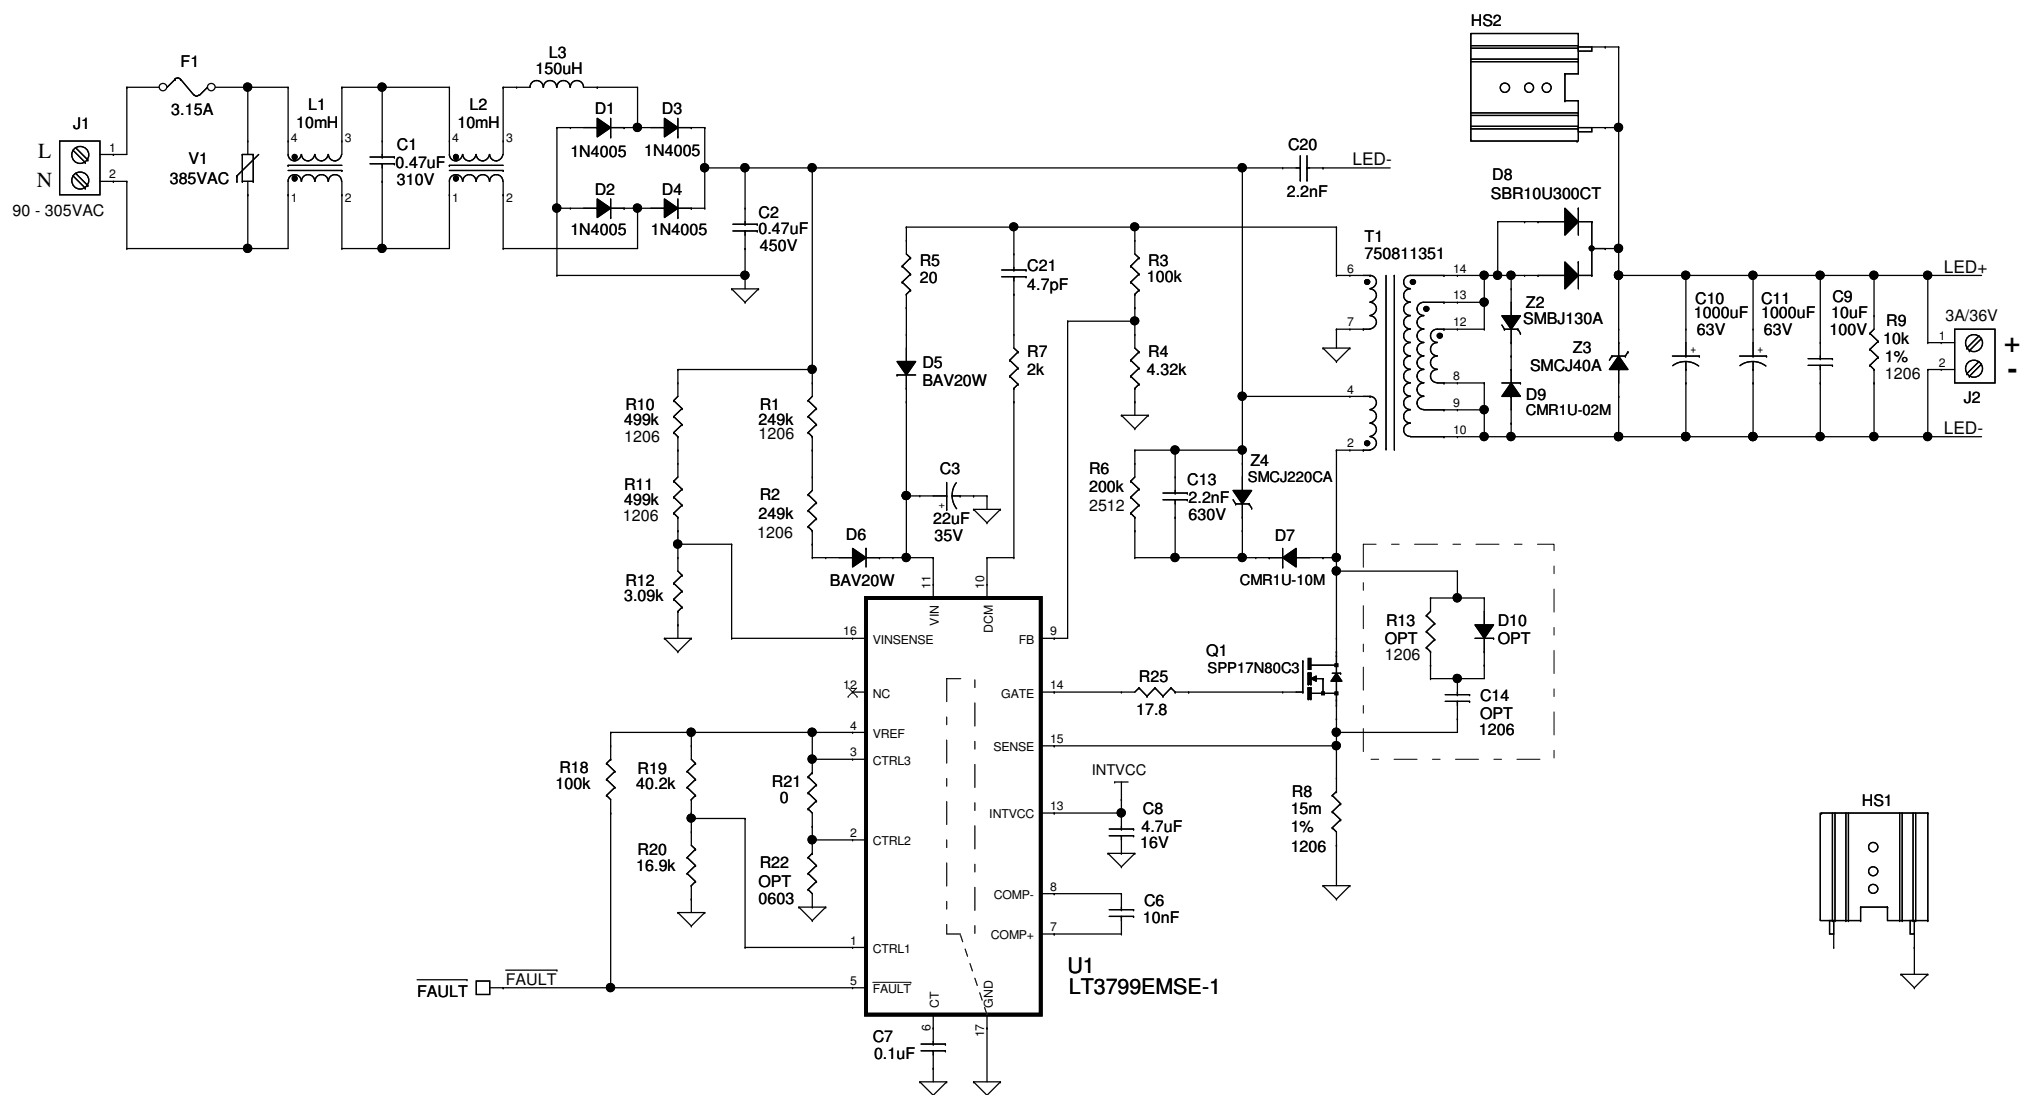 HS2
F1
3.15A
J1
L
N
1
2
90 - 305VAC
V1
385VAC
L1
10mH
4
3
1
2
C1
0.47uF
310V
L2
10mH
4
3
1
2
L3
150uH
D1
1N4005
D3
1N4005
D2
1N4005
D4
1N4005
C2
0.47uF
450V
C20
2.2nF
LED-
D8
SBR10U300CT
T1
750811351
6
7
4
2
14
13
12
8
9
10
Z2
SMBJ130A
D9
CMR1U-02M
Z3
SMCJ40A
C10
1000uF
63V
+
C11
1000uF
63V
+
C9
10uF
100V
R9
10k
1%
1206
LED+
3A/36V
1
2
+
-
J2
LED-
R5
20
C21
4.7pF
R3
100k
D5
BAV20W
R7
2k
R4
4.32k
R10
499k
1206
R1
249k
1206
R11
499k
1206
R2
249k
1206
C3
+
22uF
35V
R6
200k
2512
C13
2.2nF
630V
Z4
SMCJ220CA
D6
BAV20W
D7
CMR1U-10M
R12
3.09k
R13
OPT
1206
D10
OPT
C14
OPT
1206
Q1
SPP17N80C3
R25
17.8
11
10
VIN
DCM
16
VINSENSE
FB
9
12
NC
GATE
14
4
VREF
SENSE
15
3
CTRL3
INTVCC
13
2
CTRL2
COMP-
8
COMP+
7
1
CTRL1
5
FAULT
CT
GND
6
17
R18
100k
R19
40.2k
R21
0
R20
16.9k
R22
OPT
0603
INTVCC
C8
4.7uF
16V
R8
15m
1%
1206
C6
10nF
U1
LT3799EMSE-1
FAULT
FAULT
C7
0.1uF
HS1